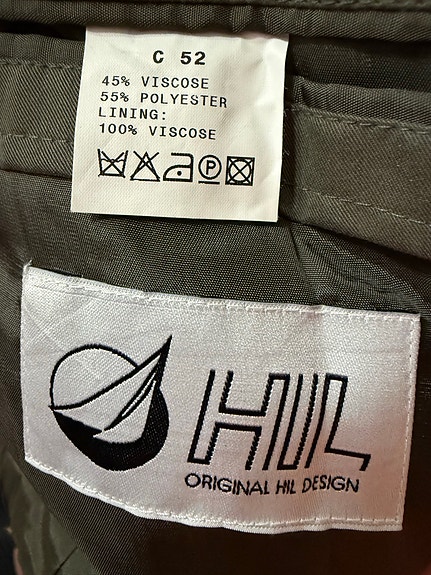 C 52
45% VISCOSE
55% POLYESTER
LINING:
100% VISCOSE
P
HIL
ORIGINAL HIL DESIGN